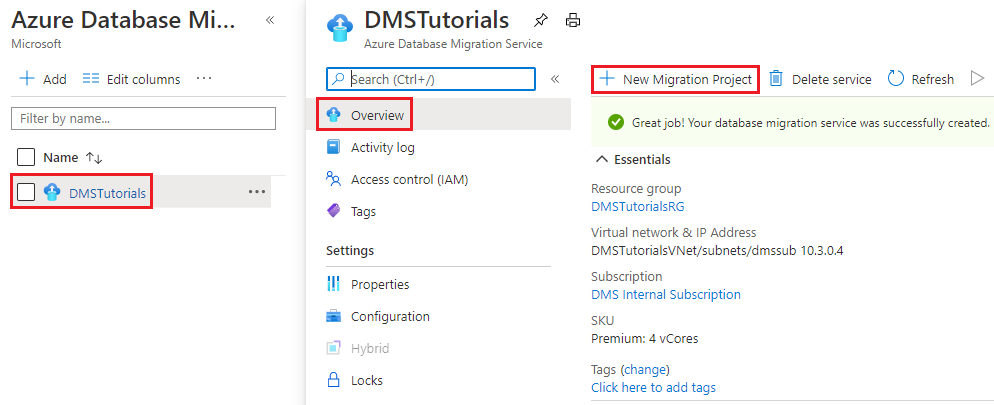 Azure Database Mi...
Microsoft
Add
Edit columns
Filter by name...
Name
DMSTutorials
DMSTutorials
Azure Database Migration Service
Search (Ctrl+/)
Overview
Activity log
Access control (IAM)
Tags
Settings
Properties
Configuration
Hybrid
Locks
New Migration Project
Delete service
Refresh
Great job! Your database migration service was successfully created.
Essentials
Resource group
DMSTutorialsRG
Virtual network & IP Address
DMSTutorialsVNet/subnets/dmssub 10.3.0.4
Subscription
DMS Internal Subscription
SKU
Premium: 4 vCores
Tags (change)
Click here to add tags